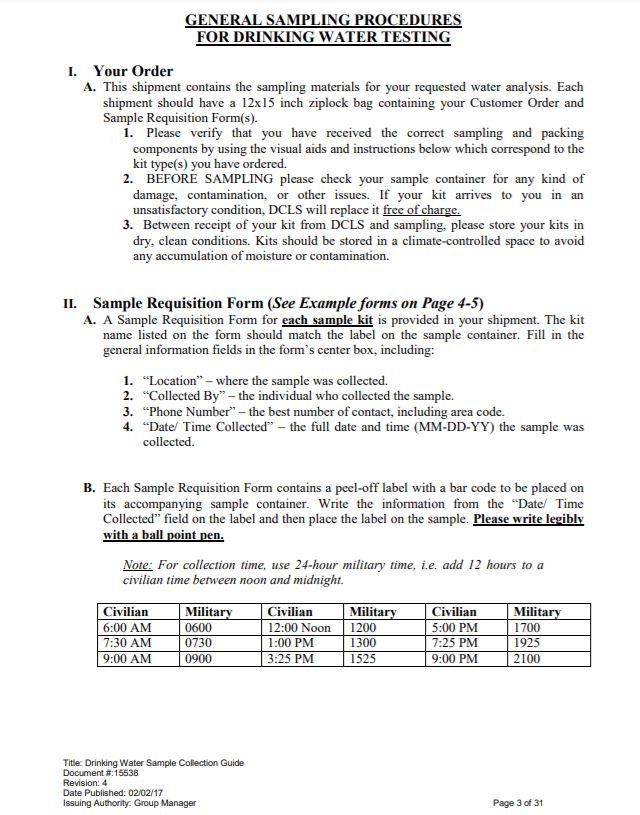 GENERAL SAMPLING PROCEDURES
FOR DRINKING WATER TESTING
I. Your Order
A. This shipment contains the sampling materials for your requested water analysis. Each
shipment should have a 12x15 inch ziplock bag containing your Customer Order and
Sample Requisition Form(s).
1. Please verify that you have received the correct sampling and packing
components by using the visual aids and instructions below which correspond to the
kit type(s) you have ordered.
2. BEFORE SAMPLING please check your sample container for any kind of
damage, contamination, or other issues. If your kit arrives to you in an
unsatisfactory condition, DCLS will replace it free of charge.
3. Between receipt of your kit from DCLS and sampling, please store your kits in
dry, clean conditions. Kits should be stored in a climate-controlled space to avoid
any accumulation of moisture or contamination.
II. Sample Requisition Form (See Example forms on Page 4-5)
A. A Sample Requisition Form for each sample kit is provided in your shipment. The kit
name listed on the form should match the label on the sample container. Fill in the
general information fields in the form's center box, including:
1. “Location” – where the sample was collected.
2. “Collected By” – the individual who collected the sample.
3. “Phone Number” – the best number of contact, including area code.
4. “Date/ Time Collected” – the full date and time (MM-DD-YY) the sample was
collected.
B. Each Sample Requisition Form contains a peel-off label with a bar code to be placed on
its accompanying sample container. Write the information from the “Date/ Time
Collected” field on the label and then place the label on the sample. Please write legibly
with a ball point pen.
Note: For collection time, use 24-hour military time, i.e. add 12 hours to a
civilian time between noon and midnight.
Civilian Military Civilian Military Civilian Military
6:00 AM 0600 12:00 Noon 1200 5:00 PM 1700
7:30 AM 0730 1:00 PM 1300 7:25 PM 1925
9:00 AM 0900 3:25 PM 1525 9:00 PM 2100
Title: Drinking Water Sample Collection Guide
Document #:15538
Revision: 4
Date Published: 02/02/17
Issuing Authority: Group Manager Page 3 of 31